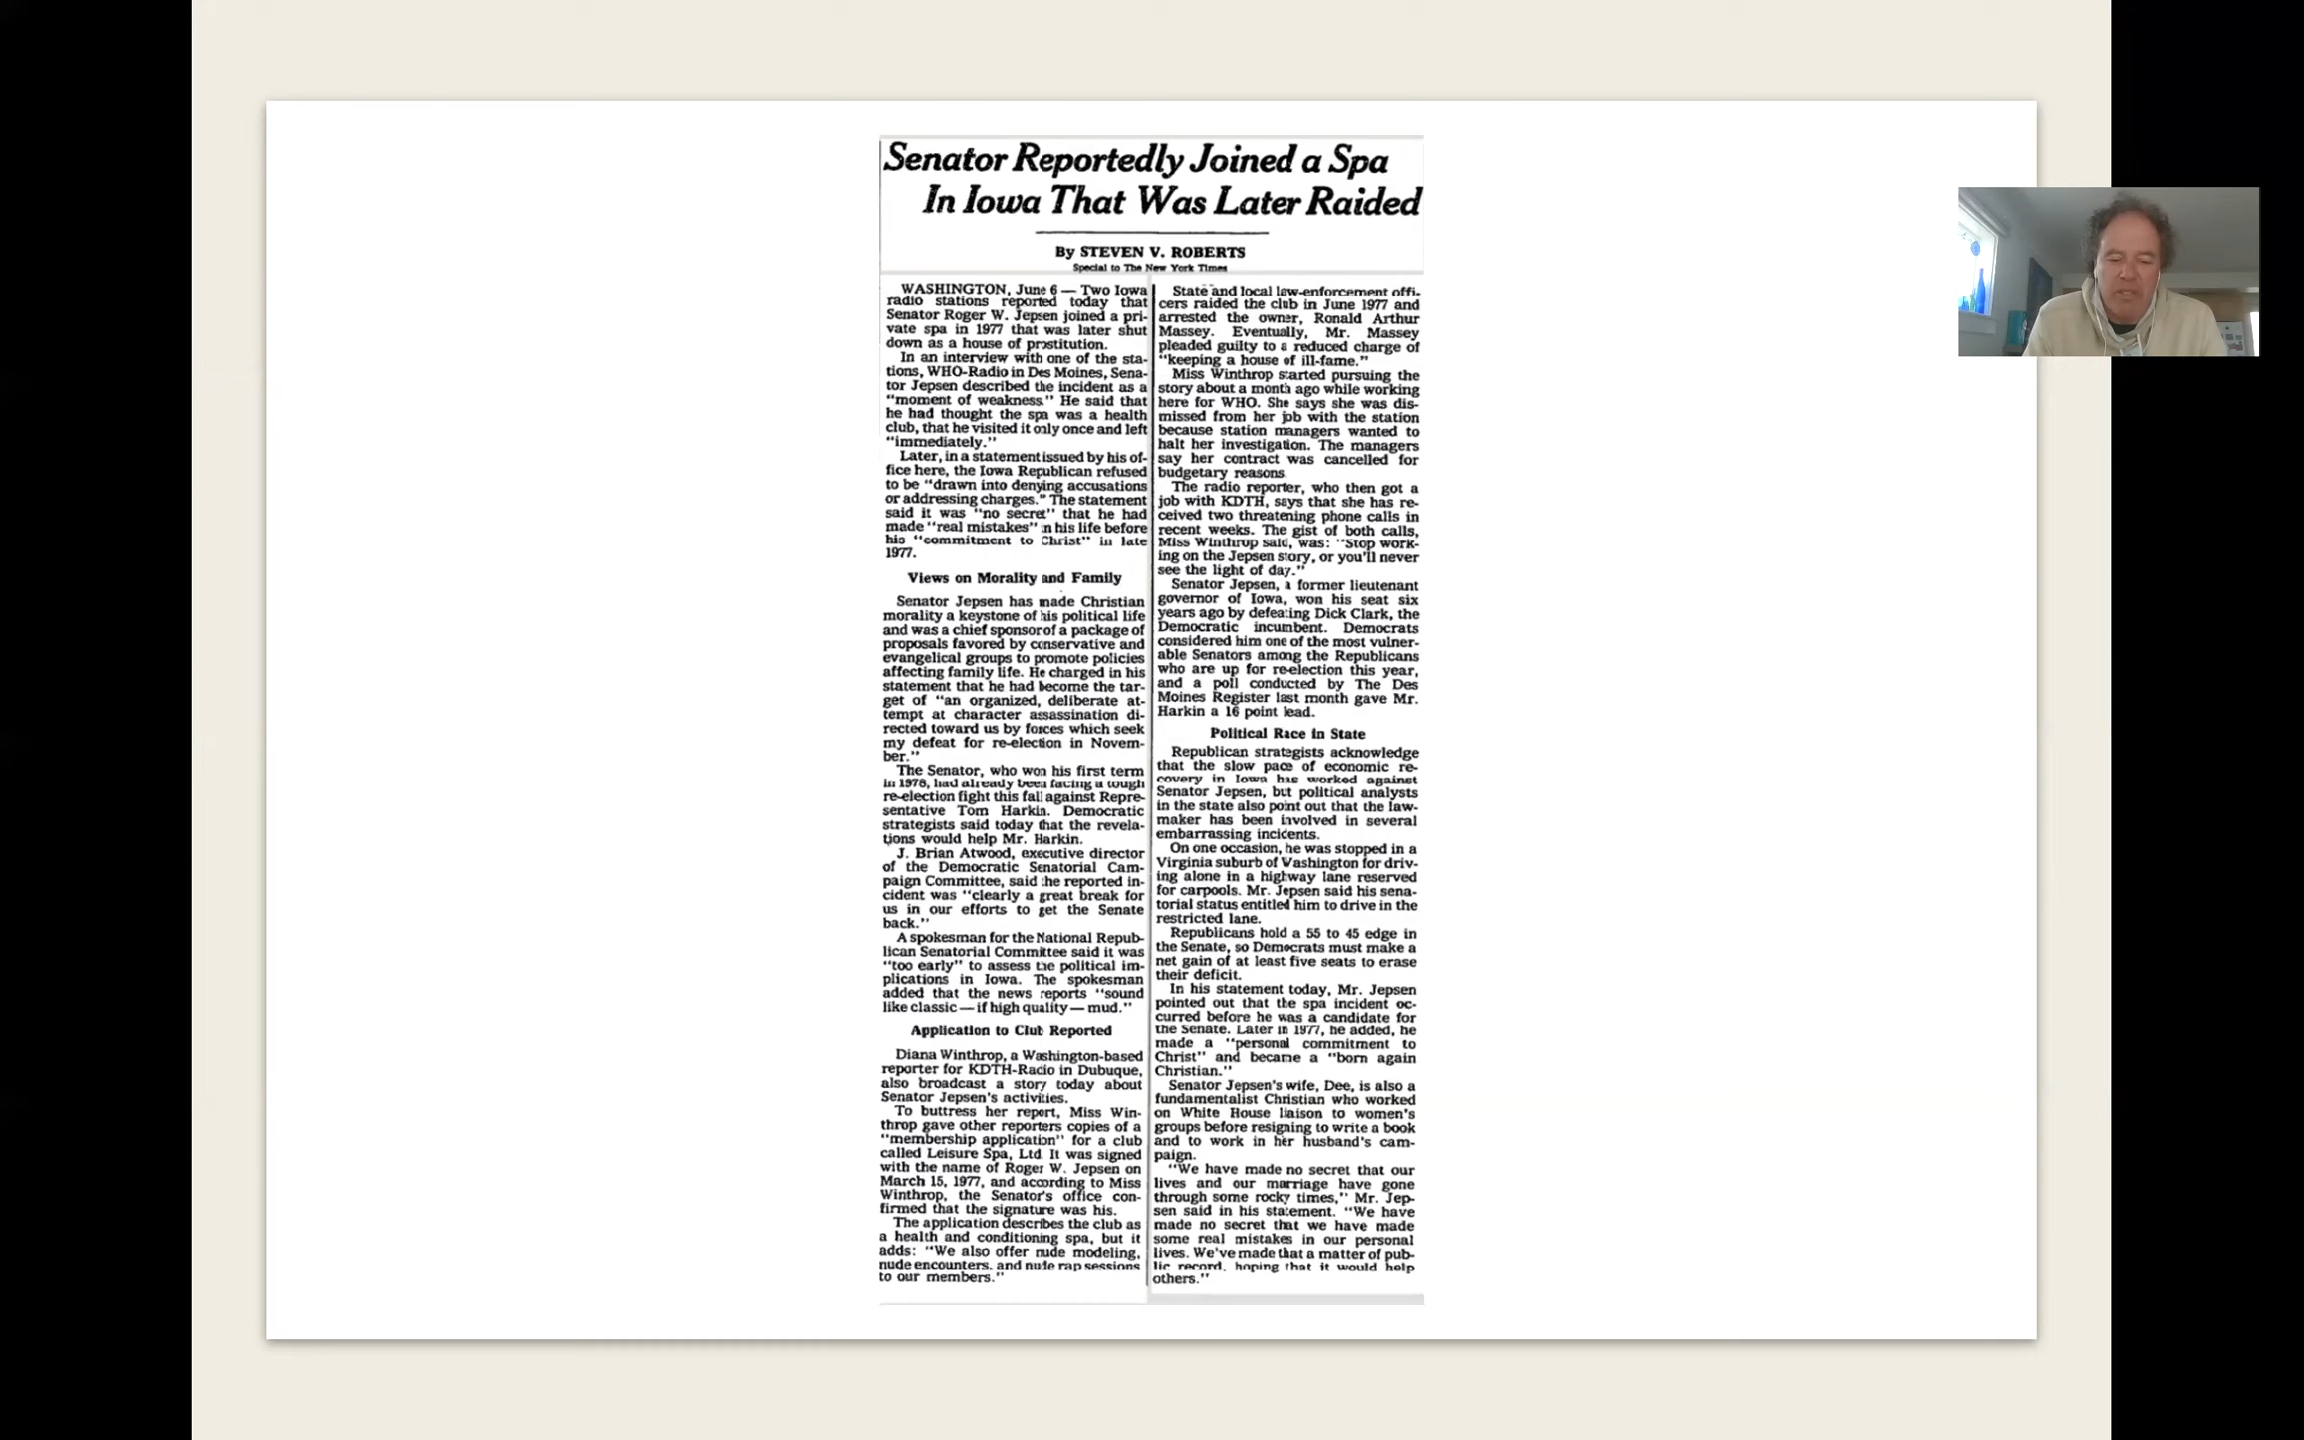 Senator Reportedly Joined a Spa
In Iowa That Was Later Raided
By STEVEN V. ROBERTS
Special to The New York Times
WASHINGTON, June 6 — Two Iowa
radio stations reported today that
Senator Roger W. Jepsen joined a pri-
vate spa in 1977 that was later shut
down as a house of prostitution.
In an interview with one of the sta-
tions, WHO-Radio in Des Moines, Sena-
tor Jepsen described the incident as a
“moment of weakness.” He said that
he had thought the spa was a health
club, that he visited it only once and left
“immediately.”
Later, in a statement issued by his of-
fice here, the Iowa Republican refused
to be “drawn into denying accusations
or addressing charges.” The statement
said it was “no secret” that he had
made “real mistakes” in his life before
his “commitment to Christ” in late
1977.
Views on Morality and Family
Senator Jepsen has made Christian
morality a keystone of his political life
and was a chief sponsor of a package of
proposals favored by conservative and
evangelical groups to promote policies
affecting family life. He charged in his
statement that he had become the tar-
get of “an organized, deliberate at-
tempt at character assassination di-
rected toward us by forces which seek
my defeat for re-election in Novem-
ber.”
The Senator, who won his first term
in 1978, had already been facing a tough
re-election fight this fall against Repre-
sentative Tom Harkin. Democratic
strategists said today that the revela-
tions would help Mr. Harkin.
J. Brian Atwood, executive director
of the Democratic Senatorial Cam-
paign Committee, said the reported in-
cident was “clearly a great break for
us in our efforts to get the Senate
back.”
A spokesman for the National Repub-
lican Senatorial Committee said it was
“too early” to assess the political im-
plications in Iowa. The spokesman
added that the news reports “sound
like classic — if high quality — mud.”
Application to Club Reported
Diana Winthrop, a Washington-based
reporter for KDTH-Radio in Dubuque,
also broadcast a story today about
Senator Jepsen's activities.
To buttress her report, Miss Win-
throp gave other reporters copies of a
“membership application” for a club
called Leisure Spa, Ltd. It was signed
with the name of Roger W. Jepsen on
March 15, 1977, and according to Miss
Winthrop, the Senator's office con-
firmed that the signature was his.
The application describes the club as
a health and conditioning spa, but it
adds: “We also offer nude modeling,
nude encounters, and nude rap sessions
to our members.”
State and local law-enforcement offi-
cers raided the club in June 1977 and
arrested the owner, Ronald Arthur
Massey. Eventually, Mr. Massey
pleaded guilty to a reduced charge of
“keeping a house of ill-fame.”
Miss Winthrop started pursuing the
story about a month ago while working
here for WHO. She says she was dis-
missed from her job with the station
because station managers wanted to
halt her investigation. The managers
say her contract was cancelled for
budgetary reasons.
The radio reporter, who then got a
job with KDTH, says that she has re-
ceived two threatening phone calls in
recent weeks. The gist of both calls,
Miss Winthrop said, was: “Stop work-
ing on the Jepsen story, or you'll never
see the light of day.”
Senator Jepsen, a former lieutenant
governor of Iowa, won his seat six
years ago by defeating Dick Clark, the
Democratic incumbent. Democrats
considered him one of the most vulner-
able Senators among the Republicans
who are up for re-election this year,
and a poll conducted by The Des
Moines Register last month gave Mr.
Harkin a 16 point lead.
Political Race in State
Republican strategists acknowledge
that the slow pace of economic re-
covery in Iowa has worked against
Senator Jepsen, but political analysts
in the state also point out that the law-
maker has been involved in several
embarrassing incidents.
On one occasion, he was stopped in a
Virginia suburb of Washington for driv-
ing alone in a highway lane reserved
for carpools. Mr. Jepsen said his sena-
torial status entitled him to drive in the
restricted lane.
Republicans hold a 55 to 45 edge in
the Senate, so Democrats must make a
net gain of at least five seats to erase
their deficit.
In his statement today, Mr. Jepsen
pointed out that the spa incident oc-
curred before he was a candidate for
the Senate. Later in 1977, he added, he
made a “personal commitment to
Christ” and became a “born again
Christian.”
Senator Jepsen's wife, Dee, is also a
fundamentalist Christian who worked
on White House liaison to women's
groups before resigning to write a book
and to work in her husband's cam-
paign.
“We have made no secret that our
lives and our marriage have gone
through some rocky times,” Mr. Jep-
sen said in his statement. “We have
made no secret that we have made
some real mistakes in our personal
lives. We've made that a matter of pub-
lic record, hoping that it would help
others.”